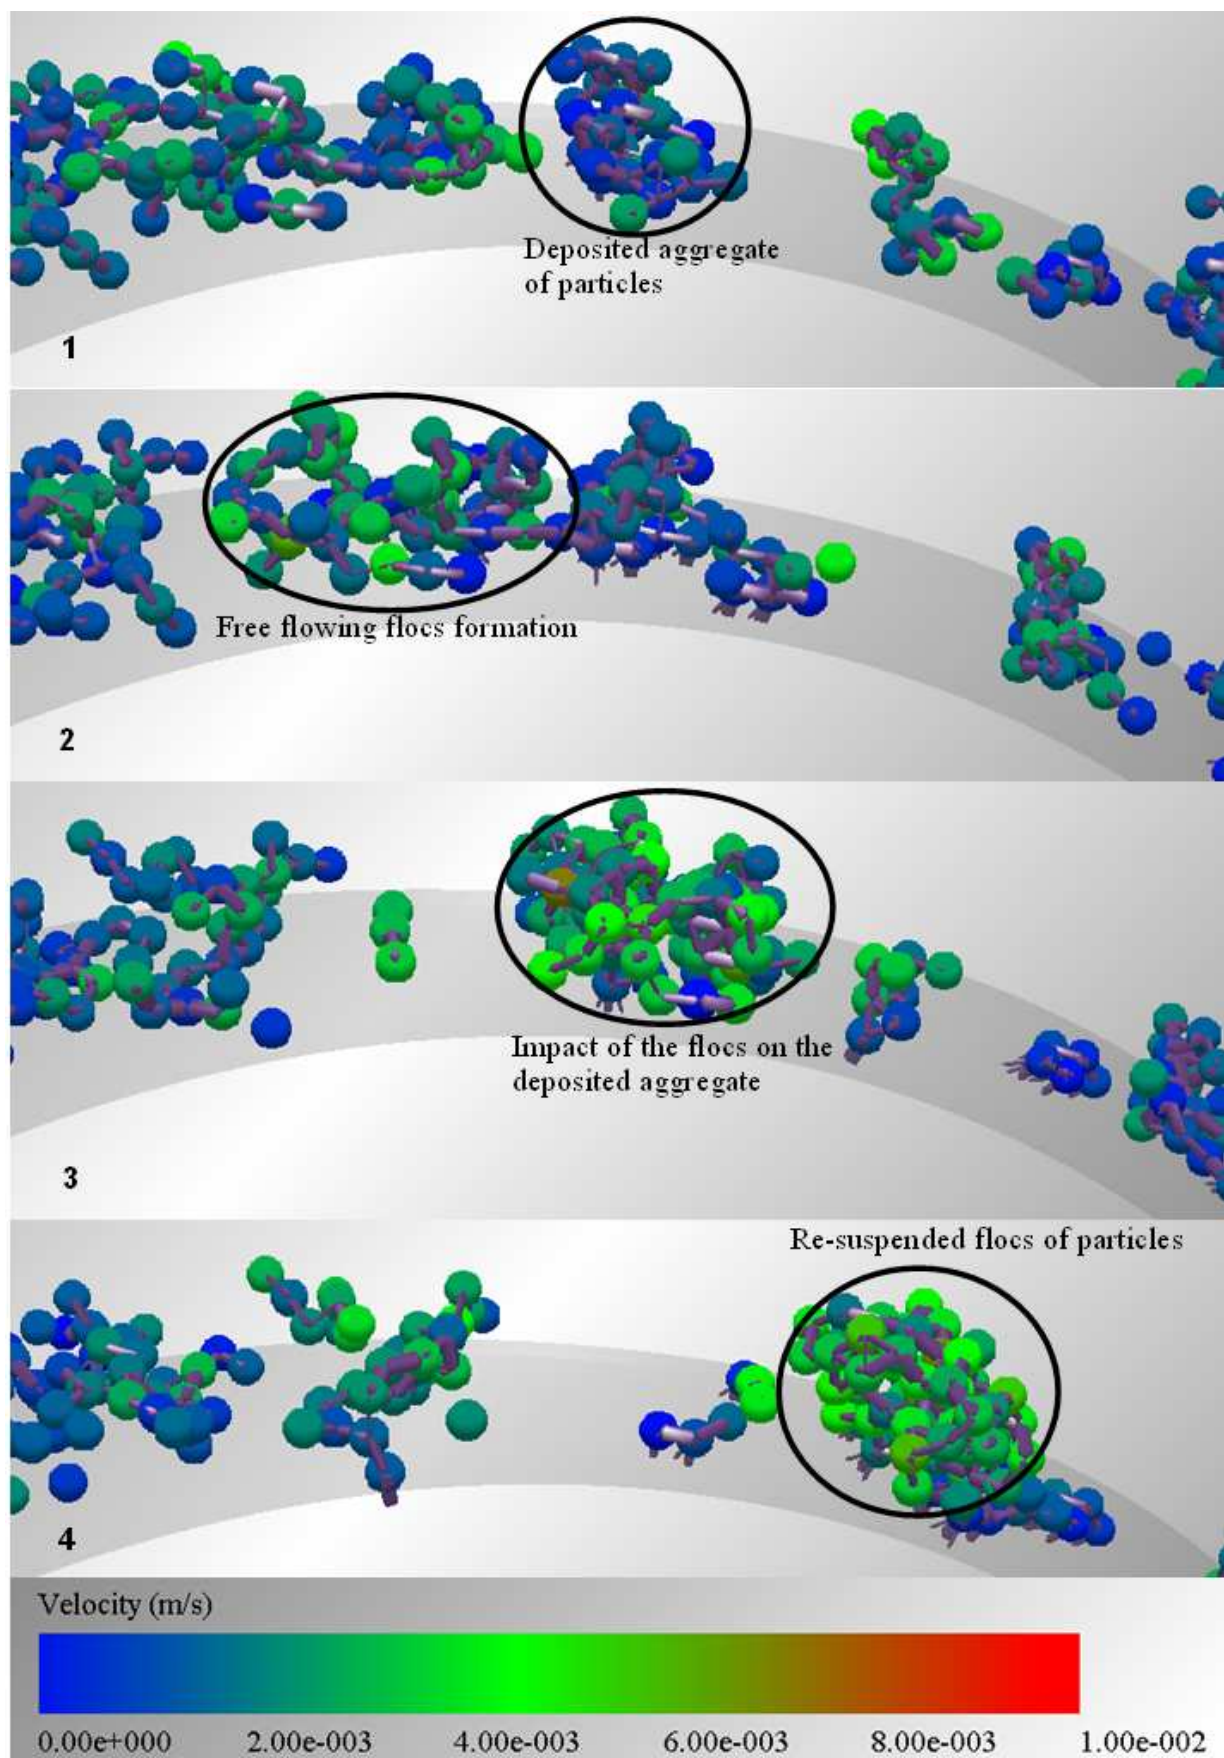 Deposited aggregate
of particles
1
Free flowing flocs formation
2
Impact of the flocs on the
deposited aggregate
3
Re-suspended flocs of particles
4
Velocity (m/s)
0.00e+000 2.00e-003 4.00e-003 6.00e-003 8.00e-003 1.00e-002